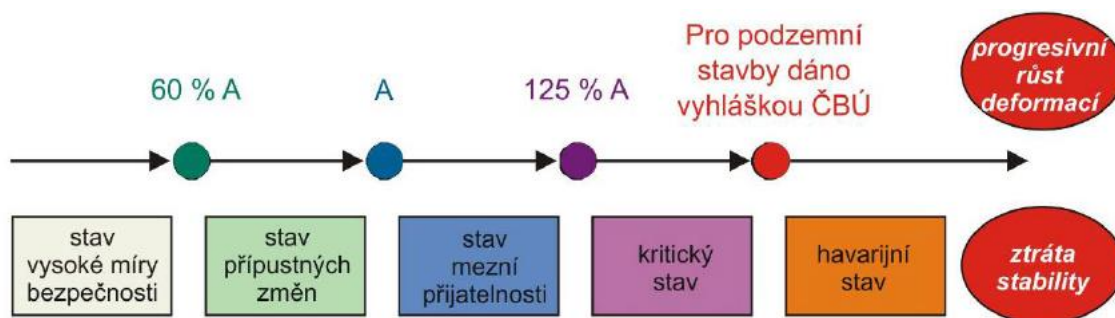 60 % A
A
125 % A
Pro podzemní
stavby dáno
vyhláškou ČBÚ
progresivní
růst
deformací
stav
vysoké míry
bezpečnosti
stav
přípustných
změn
stav
mezní
přijatelnosti
kritický
stav
havarijní
stav
ztráta
stability